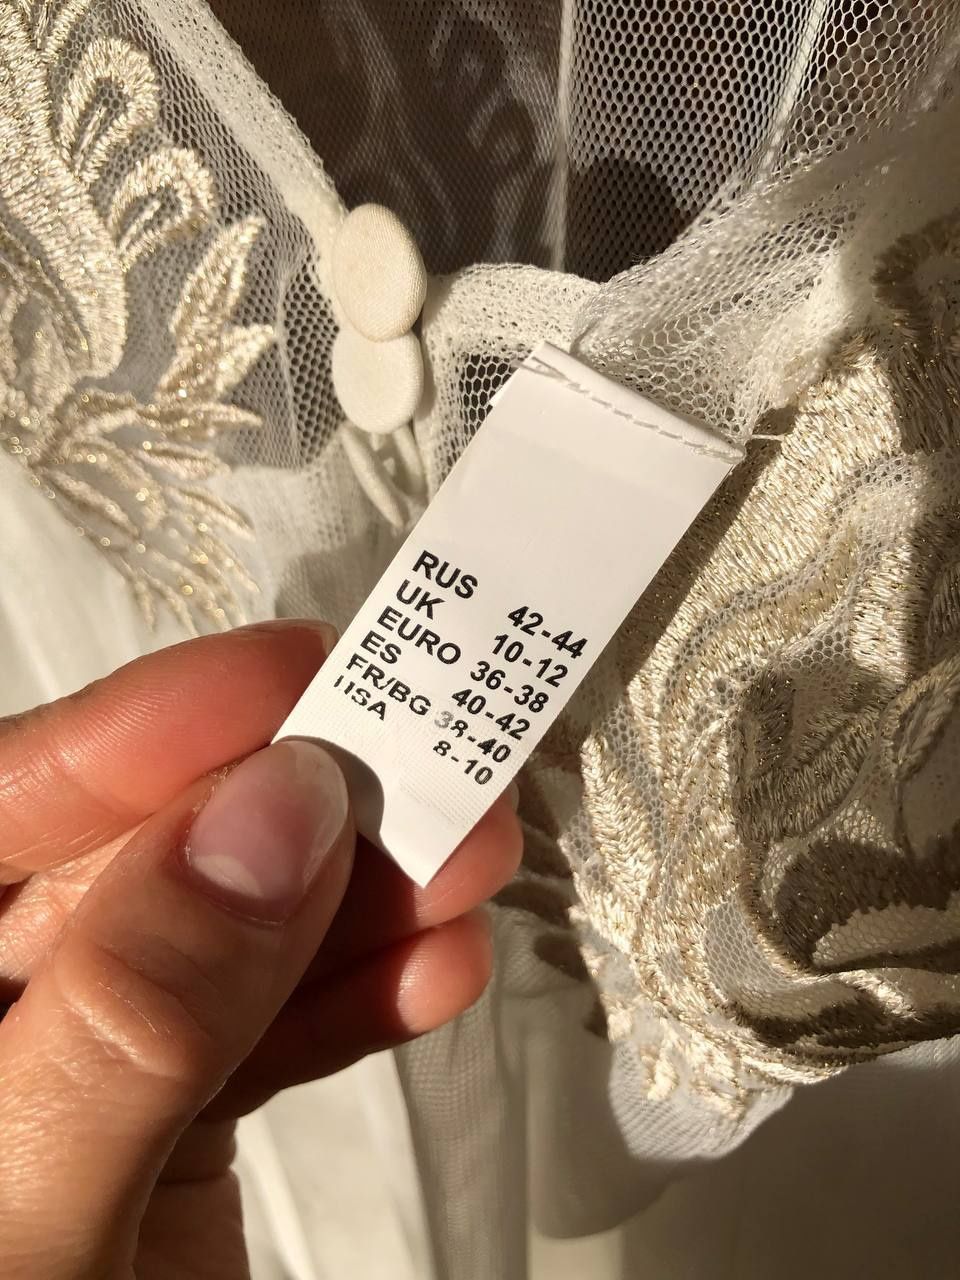 RUS 42-44
UK 10-12
EURO 36-38
ES 40-42
FR/BG 38-40
USA 8-10